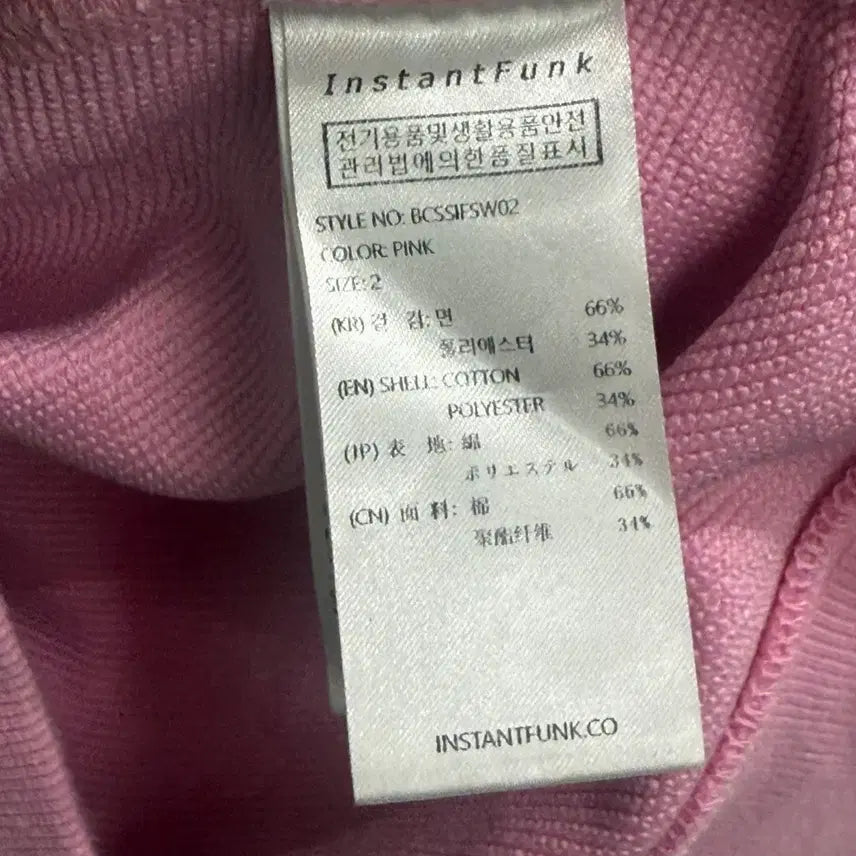 InstantFunk
전기용품및생활용품안전
관리법에의한품질표시
STYLE NO: BCSSIFSW02
COLOR: PINK
SIZE: 2
(KR) 겉 감: 면 66%
폴리에스터 34%
(EN) SHELL: COTTON 66%
POLYESTER 34%
(JP) 表 地: 綿 66%
ポリエステル 34%
(CN) 面 料: 棉 66%
聚酯纤维 34%
INSTANTFUNK.CO